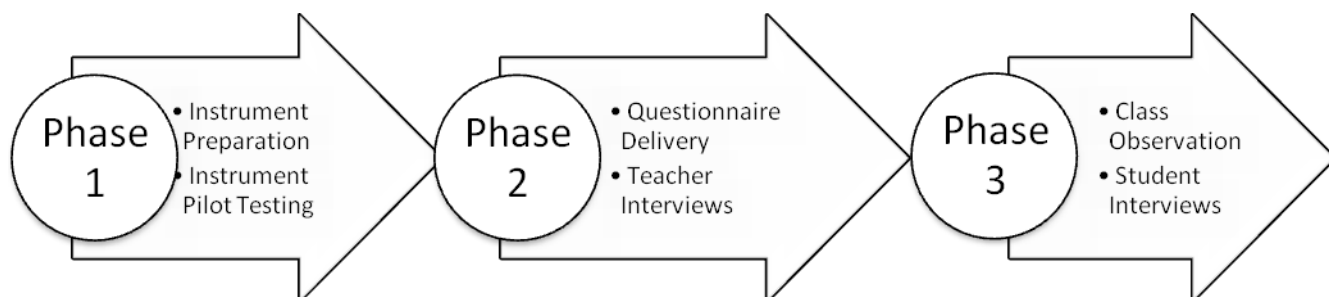 Phase
1
• Instrument
Preparation
• Instrument
Pilot Testing
Phase
2
• Questionnaire
Delivery
• Teacher
Interviews
Phase
3
• Class
Observation
• Student
Interviews